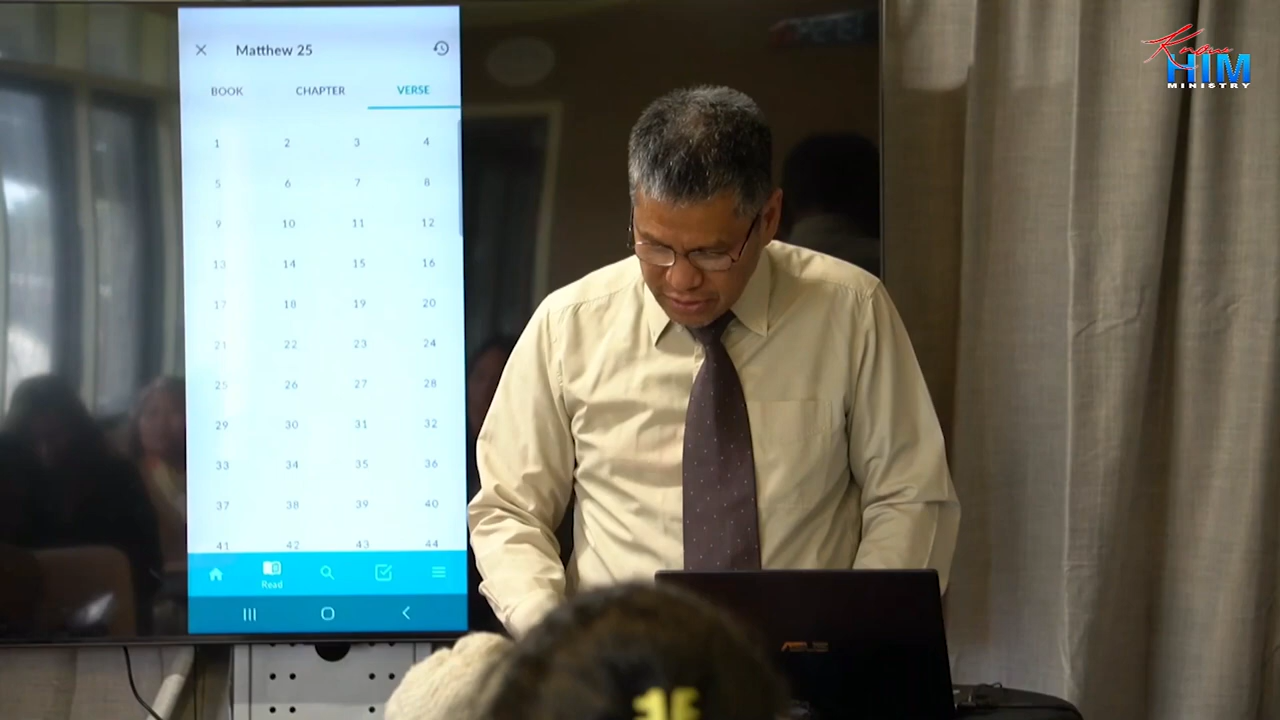 Matthew 25
BOOK CHAPTER VERSE
1 2 3 4
5 6 7 8
9 10 11 12
13 14 15 16
17 18 19 20
21 22 23 24
25 26 27 28
29 30 31 32
33 34 35 36
37 38 39 40
41 42 43 44
Read
Know
HIM
MINISTRY
ASUS